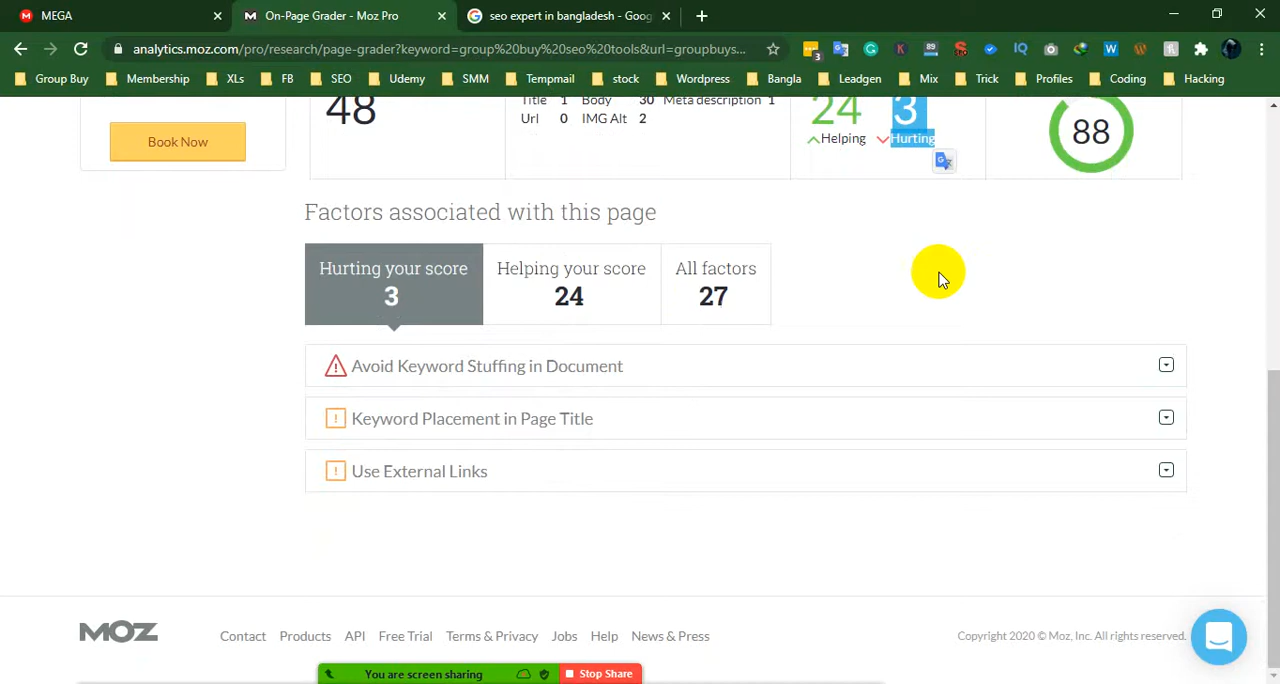 MEGA
On-Page Grader - Moz Pro
seo expert in bangladesh - Goog
analytics.moz.com/pro/research/page-grader?keyword=group%20buy%20seo%20tools&url=groupbuys...
3
89
IQ
Group Buy
Membership
XLs
FB
SEO
Udemy
SMM
Tempmail
stock
Wordpress
Bangla
Leadgen
Mix
Trick
Profiles
Coding
Hacking
Book Now
48
Title 1 Body 30 Meta description 1
Url 0 IMG Alt 2
24 3
Helping Hurting
88
Factors associated with this page
Hurting your score
3
Helping your score
24
All factors
27
Avoid Keyword Stuffing in Document
Keyword Placement in Page Title
Use External Links
MOZ
Contact Products API Free Trial Terms & Privacy Jobs Help News & Press
Copyright 2020 © Moz, Inc. All rights reserved.
You are screen sharing
Stop Share